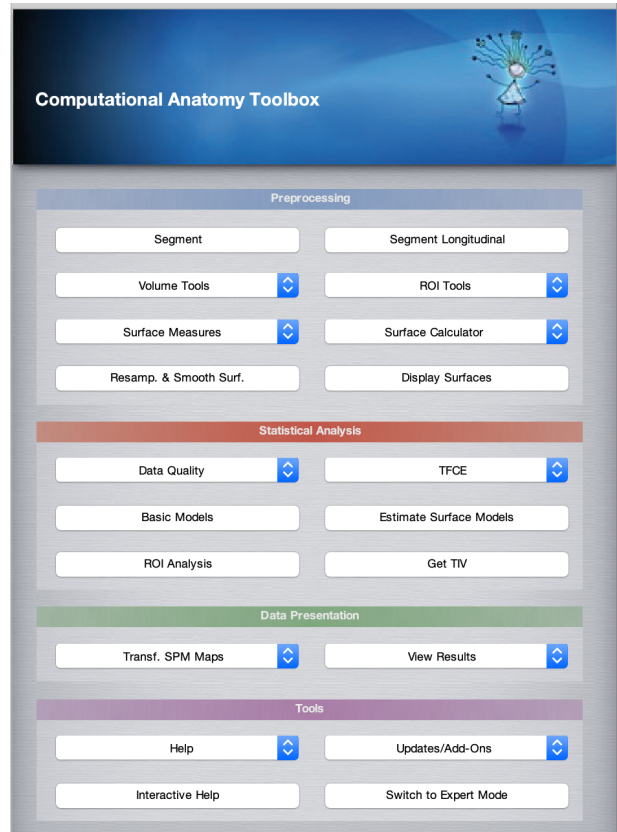 Computational Anatomy Toolbox
Preprocessing
Segment
Segment Longitudinal
Volume Tools
ROI Tools
Surface Measures
Surface Calculator
Resamp. & Smooth Surf.
Display Surfaces
Statistical Analysis
Data Quality
TFCE
Basic Models
Estimate Surface Models
ROI Analysis
Get TIV
Data Presentation
Transf. SPM Maps
View Results
Tools
Help
Updates/Add-Ons
Interactive Help
Switch to Expert Mode